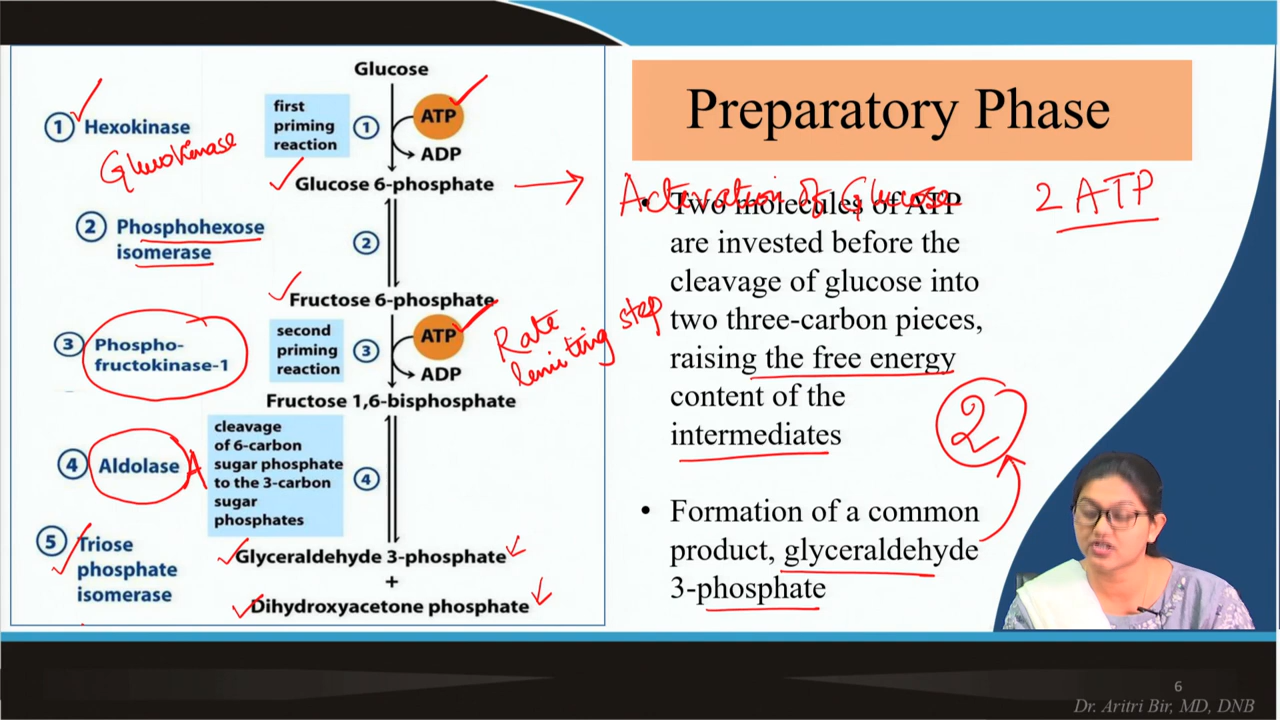 Glucose
first
priming
reaction
1
ATP
ADP
1 Hexokinase
Glucokinase
Glucose 6-phosphate
Activation of Glucose
2 ATP
2 Phosphohexose
isomerase
2
Fructose 6-phosphate
Rate
limiting step
3 Phospho-
fructokinase-1
second
priming
reaction
3
ATP
ADP
Fructose 1,6-bisphosphate
4 Aldolase A
cleavage
of 6-carbon
sugar phosphate
to the 3-carbon
sugar
phosphates
4
5 Triose
phosphate
isomerase
Glyceraldehyde 3-phosphate
+
Dihydroxyacetone phosphate
Preparatory Phase
• Two molecules of ATP
are invested before the
cleavage of glucose into
two three-carbon pieces,
raising the free energy
content of the
intermediates
2
• Formation of a common
product, glyceraldehyde
3-phosphate
6
Dr. Aritri Bir, MD, DNB